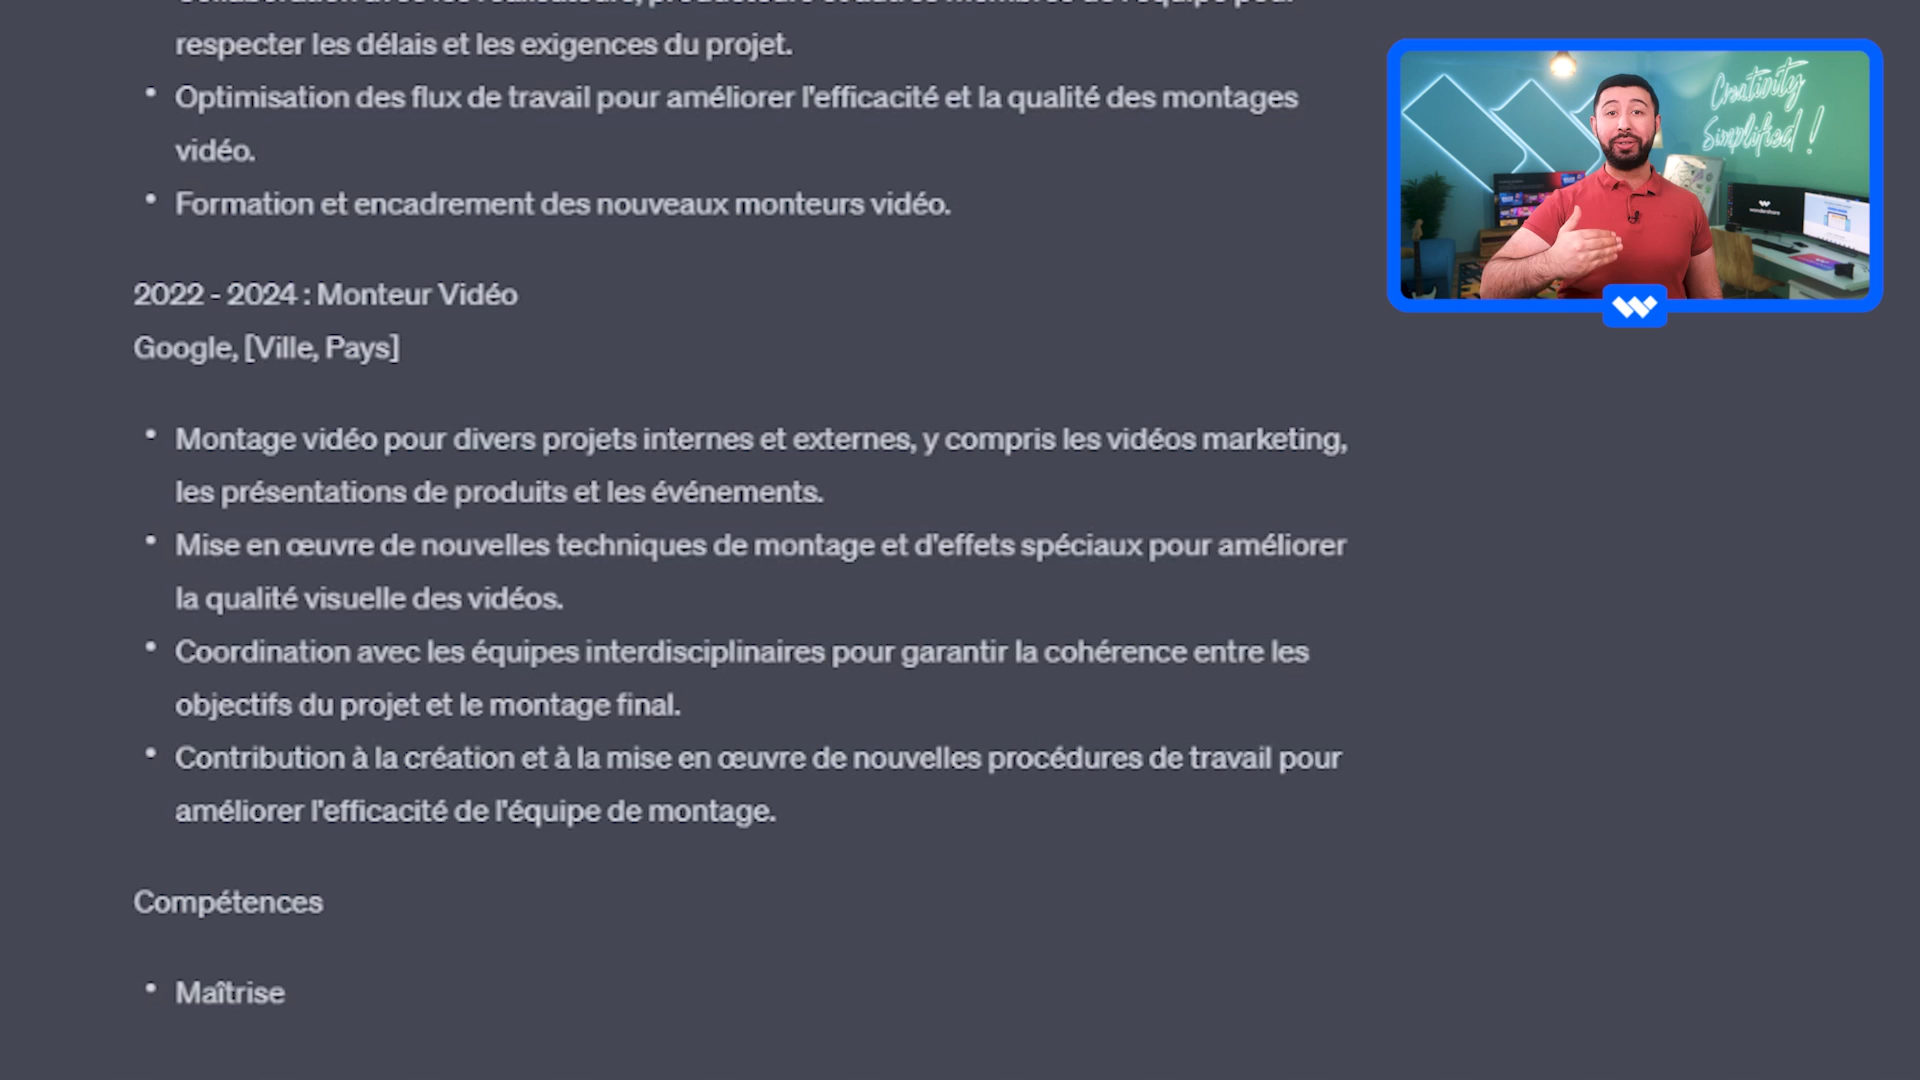 respecter les délais et les exigences du projet.
• Optimisation des flux de travail pour améliorer l'efficacité et la qualité des montages
vidéo.
• Formation et encadrement des nouveaux monteurs vidéo.
2022 - 2024 : Monteur Vidéo
Google, [Ville, Pays]
• Montage vidéo pour divers projets internes et externes, y compris les vidéos marketing,
les présentations de produits et les événements.
• Mise en œuvre de nouvelles techniques de montage et d'effets spéciaux pour améliorer
la qualité visuelle des vidéos.
• Coordination avec les équipes interdisciplinaires pour garantir la cohérence entre les
objectifs du projet et le montage final.
• Contribution à la création et à la mise en œuvre de nouvelles procédures de travail pour
améliorer l'efficacité de l'équipe de montage.
Compétences
• Maîtrise
Creativity
Simplified !
wondershare